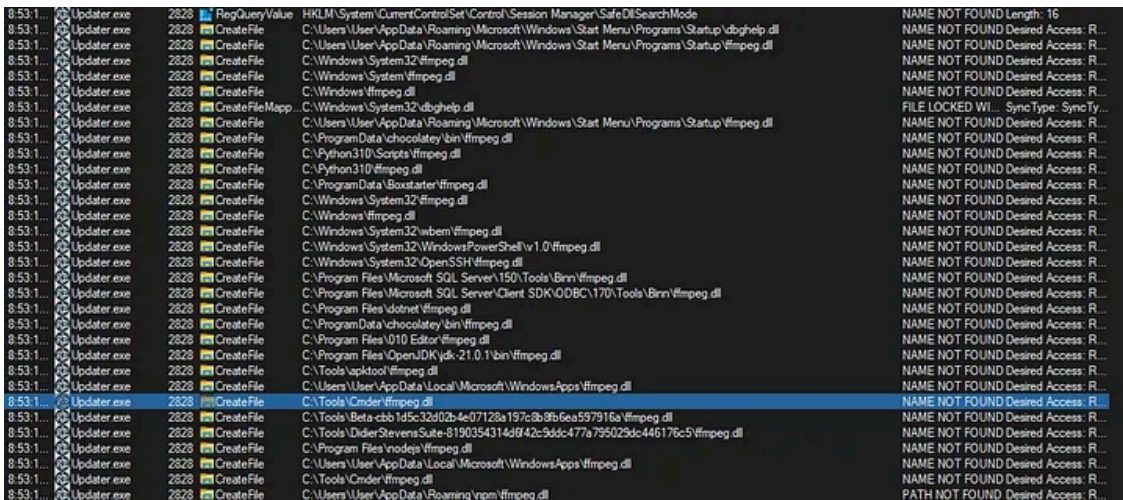 8:53:1... Updater.exe 2828 RegQueryValue HKLM\System\CurrentControlSet\Control\Session Manager\SafeDllSearchMode NAME NOT FOUND Length: 16
8:53:1... Updater.exe 2828 CreateFile C:\Users\User\AppData\Roaming\Microsoft\Windows\Start Menu\Programs\Startup\dbghelp.dll NAME NOT FOUND Desired Access: R...
8:53:1... Updater.exe 2828 CreateFile C:\Users\User\AppData\Roaming\Microsoft\Windows\Start Menu\Programs\Startup\ffmpeg.dll NAME NOT FOUND Desired Access: R...
8:53:1... Updater.exe 2828 CreateFile C:\Windows\System32\ffmpeg.dll NAME NOT FOUND Desired Access: R...
8:53:1... Updater.exe 2828 CreateFile C:\Windows\System\ffmpeg.dll NAME NOT FOUND Desired Access: R...
8:53:1... Updater.exe 2828 CreateFile C:\Windows\ffmpeg.dll NAME NOT FOUND Desired Access: R...
8:53:1... Updater.exe 2828 CreateFileMapp... C:\Windows\System32\dbghelp.dll FILE LOCKED WI... SyncType: SyncTy...
8:53:1... Updater.exe 2828 CreateFile C:\Users\User\AppData\Roaming\Microsoft\Windows\Start Menu\Programs\Startup\ffmpeg.dll NAME NOT FOUND Desired Access: R...
8:53:1... Updater.exe 2828 CreateFile C:\ProgramData\chocolatey\bin\ffmpeg.dll NAME NOT FOUND Desired Access: R...
8:53:1... Updater.exe 2828 CreateFile C:\Python310\Scripts\ffmpeg.dll NAME NOT FOUND Desired Access: R...
8:53:1... Updater.exe 2828 CreateFile C:\Python310\ffmpeg.dll NAME NOT FOUND Desired Access: R...
8:53:1... Updater.exe 2828 CreateFile C:\ProgramData\Boxstarter\ffmpeg.dll NAME NOT FOUND Desired Access: R...
8:53:1... Updater.exe 2828 CreateFile C:\Windows\System32\ffmpeg.dll NAME NOT FOUND Desired Access: R...
8:53:1... Updater.exe 2828 CreateFile C:\Windows\ffmpeg.dll NAME NOT FOUND Desired Access: R...
8:53:1... Updater.exe 2828 CreateFile C:\Windows\System32\wbem\ffmpeg.dll NAME NOT FOUND Desired Access: R...
8:53:1... Updater.exe 2828 CreateFile C:\Windows\System32\WindowsPowerShell\v1.0\ffmpeg.dll NAME NOT FOUND Desired Access: R...
8:53:1... Updater.exe 2828 CreateFile C:\Windows\System32\OpenSSH\ffmpeg.dll NAME NOT FOUND Desired Access: R...
8:53:1... Updater.exe 2828 CreateFile C:\Program Files\Microsoft SQL Server\150\Tools\Binn\ffmpeg.dll NAME NOT FOUND Desired Access: R...
8:53:1... Updater.exe 2828 CreateFile C:\Program Files\Microsoft SQL Server\Client SDK\ODBC\170\Tools\Binn\ffmpeg.dll NAME NOT FOUND Desired Access: R...
8:53:1... Updater.exe 2828 CreateFile C:\Program Files\dotnet\ffmpeg.dll NAME NOT FOUND Desired Access: R...
8:53:1... Updater.exe 2828 CreateFile C:\ProgramData\chocolatey\bin\ffmpeg.dll NAME NOT FOUND Desired Access: R...
8:53:1... Updater.exe 2828 CreateFile C:\Program Files\010 Editor\ffmpeg.dll NAME NOT FOUND Desired Access: R...
8:53:1... Updater.exe 2828 CreateFile C:\Program Files\OpenJDK\jdk-21.0.1\bin\ffmpeg.dll NAME NOT FOUND Desired Access: R...
8:53:1... Updater.exe 2828 CreateFile C:\Tools\apktool\ffmpeg.dll NAME NOT FOUND Desired Access: R...
8:53:1... Updater.exe 2828 CreateFile C:\Users\User\AppData\Local\Microsoft\WindowsApps\ffmpeg.dll NAME NOT FOUND Desired Access: R...
8:53:1... Updater.exe 2828 CreateFile C:\Tools\Cmder\ffmpeg.dll NAME NOT FOUND Desired Access: R...
8:53:1... Updater.exe 2828 CreateFile C:\Tools\Beta-cbb1d5c32d02b4e07128a197c8b8fb6ea597916a\ffmpeg.dll NAME NOT FOUND Desired Access: R...
8:53:1... Updater.exe 2828 CreateFile C:\Tools\DidierStevensSuite-8190354314d6f42c9ddc477a795029dc446176c5\ffmpeg.dll NAME NOT FOUND Desired Access: R...
8:53:1... Updater.exe 2828 CreateFile C:\Program Files\nodejs\ffmpeg.dll NAME NOT FOUND Desired Access: R...
8:53:1... Updater.exe 2828 CreateFile C:\Users\User\AppData\Local\Microsoft\WindowsApps\ffmpeg.dll NAME NOT FOUND Desired Access: R...
8:53:1... Updater.exe 2828 CreateFile C:\Tools\Cmder\ffmpeg.dll NAME NOT FOUND Desired Access: R...
8:53:1... Updater.exe 2828 CreateFile C:\Users\User\AppData\Roaming\npm\ffmpeg.dll PATH NOT FOUND Desired Access: R...